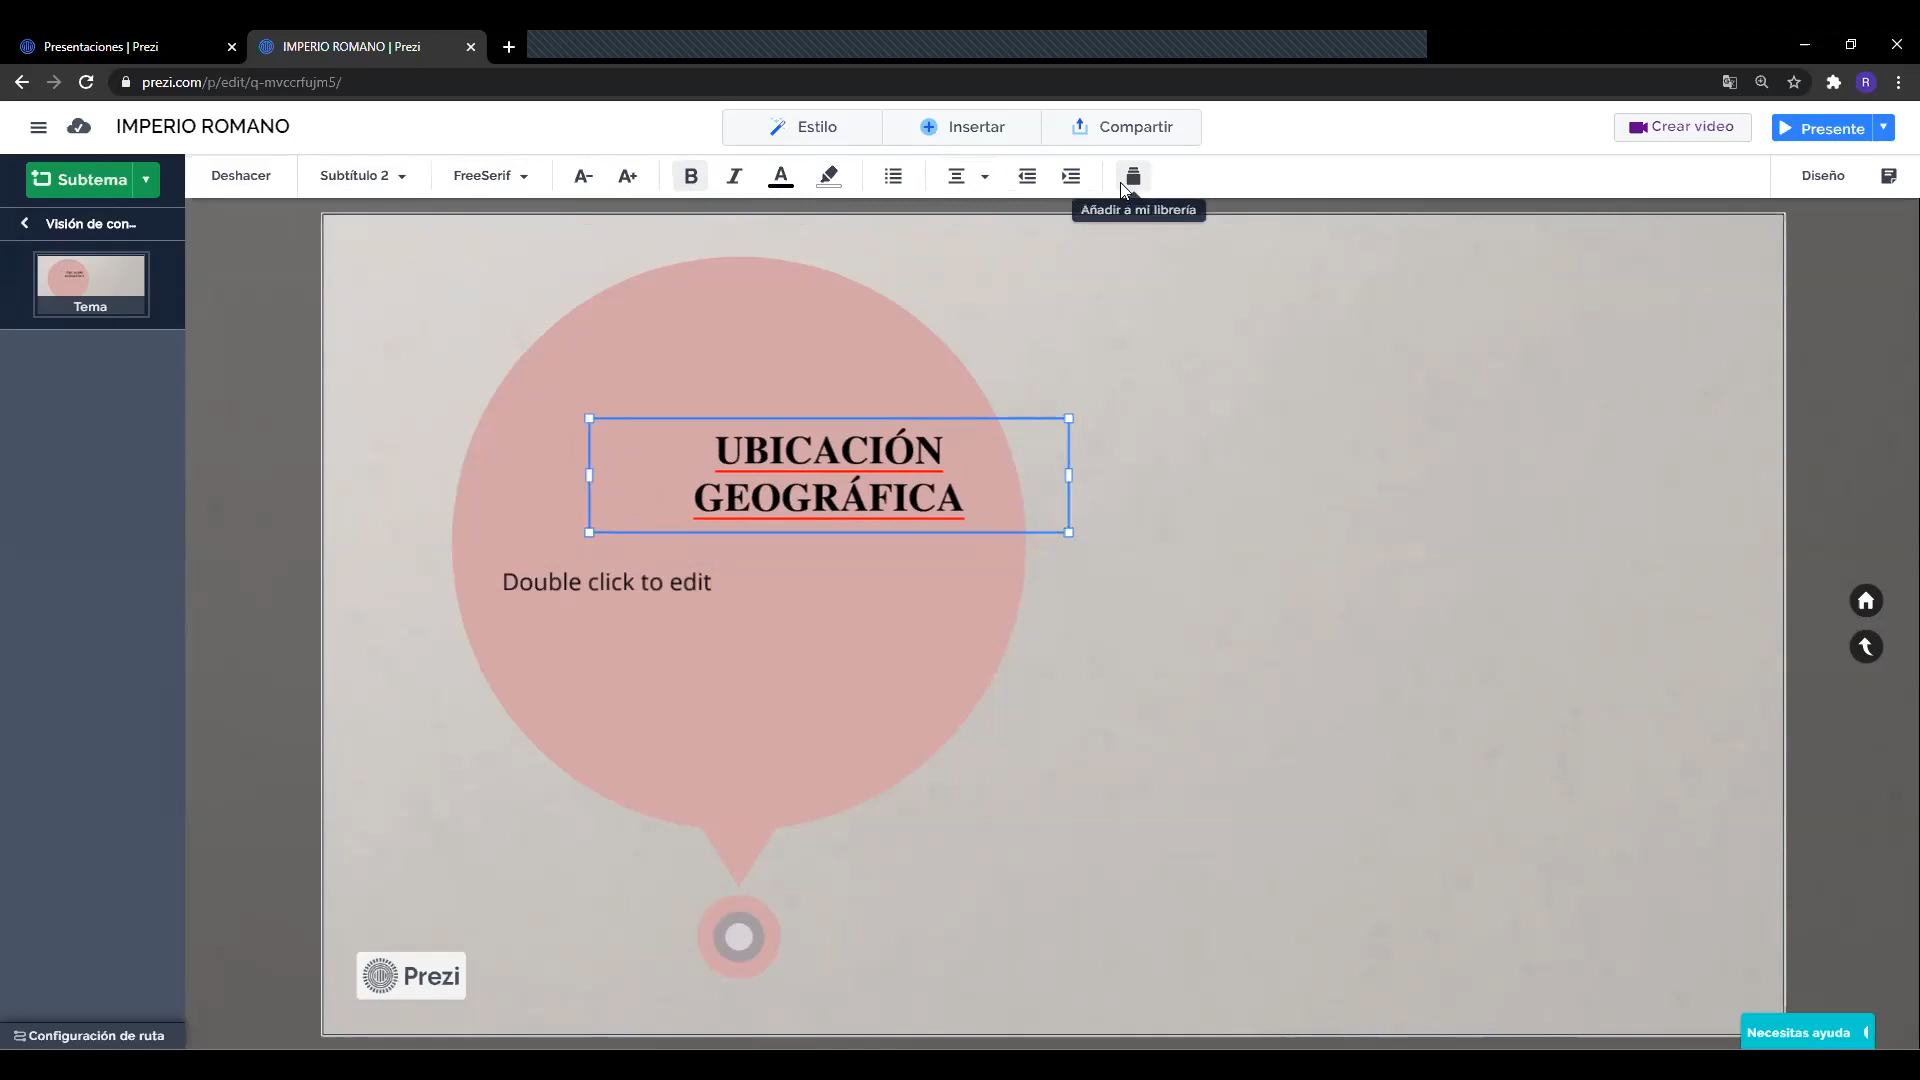 Presentaciones | Prezi
IMPERIO ROMANO | Prezi
prezi.com/p/edit/q-mvccrfujm5/
R
IMPERIO ROMANO
Estilo
Insertar
Compartir
Crear video
Presente
Subtema
Deshacer
Subtítulo 2
FreeSerif
A-
A+
B
I
A
Diseño
Añadir a mi librería
Visión de con...
Tema
UBICACIÓN
GEOGRÁFICA
Double click to edit
Prezi
Configuración de ruta
Necesitas ayuda